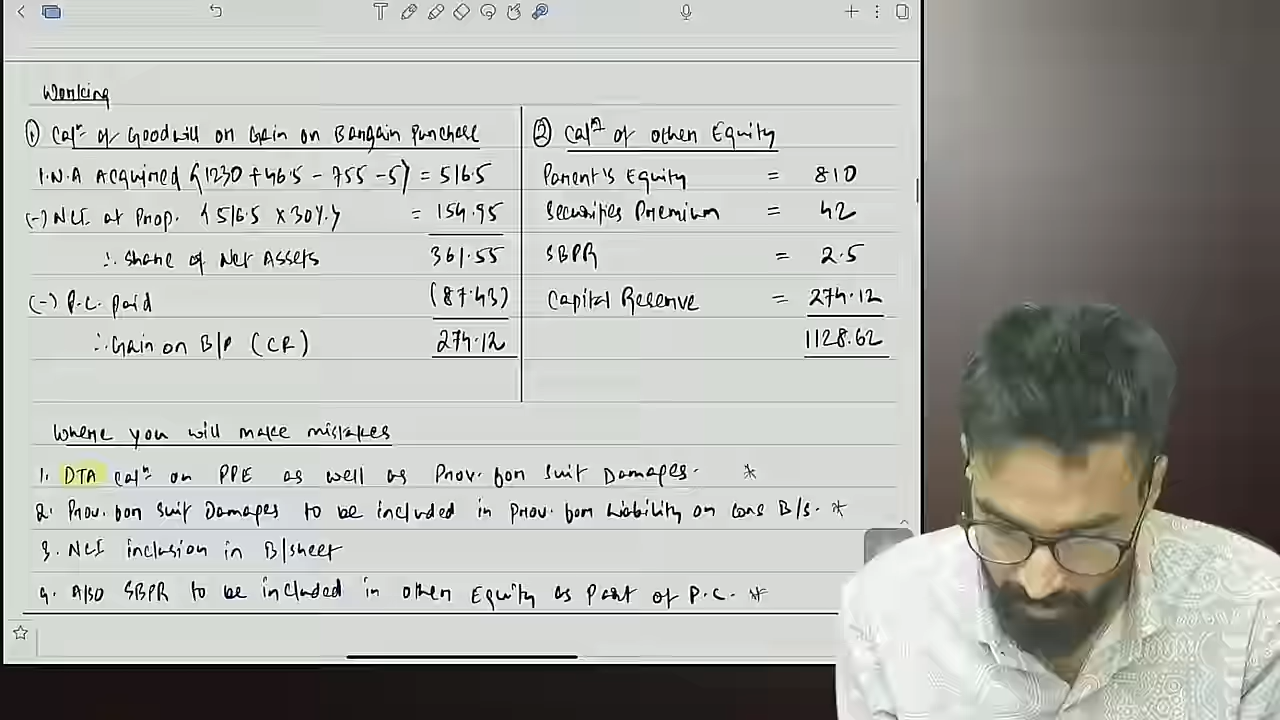 Working
① Calⁿ of Goodwill on Gain on Bargain Purchase
I.N.A Acquired {1230 + 46.5 - 755 - 5} = 516.5
(-) NCI at Prop. {516.5 x 30%} = 154.95
∴ Share of Net Assets 361.55
(-) P.C. paid (87.43)
∴ Gain on B/P (CR) 274.12
② Calⁿ of other Equity
Parent's Equity = 810
Securities Premium = 42
SBPR = 2.5
Capital Reserve = 274.12
1128.62
Where you will make mistakes
1. DTA calⁿ on PPE as well as Prov. for Suit Damages. *
2. Prov. for Suit Damages to be included in Prov. for Liability on cons B/S. *
3. NCI inclusion in B/sheet
4. Also SBPR to be included in other Equity as Part of P.C. *